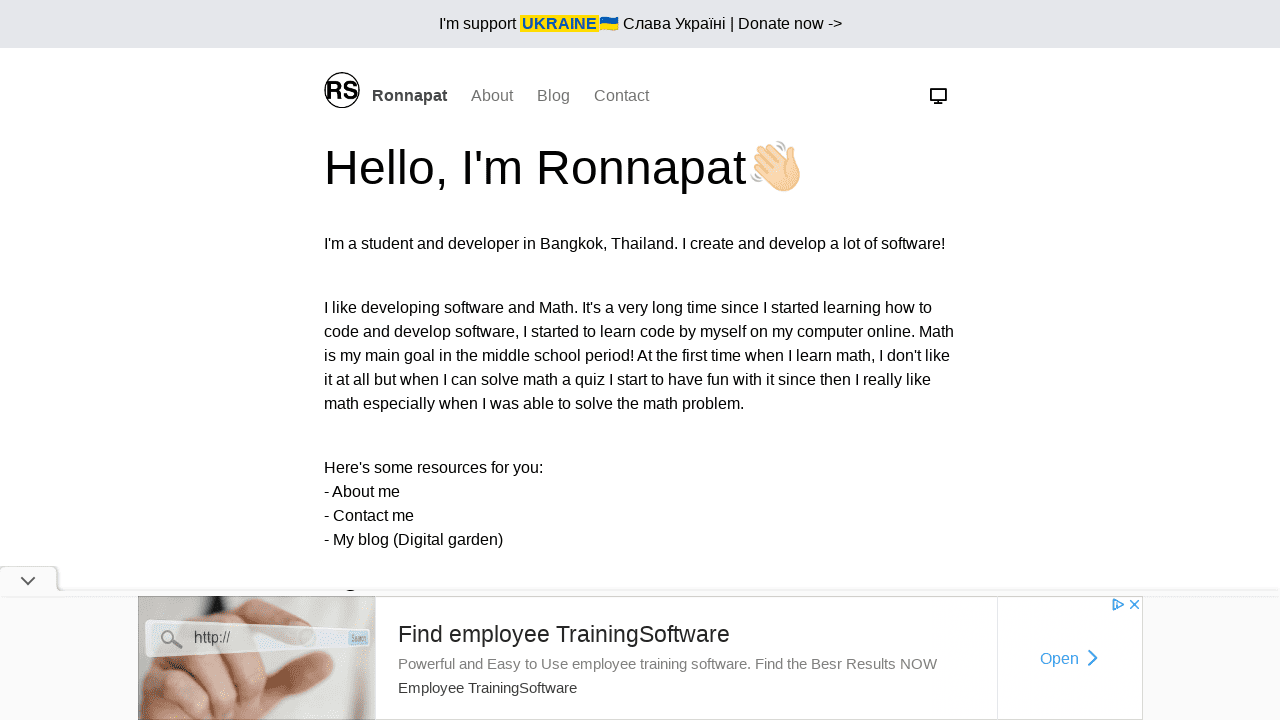 I'm support UKRAINE🇺🇦 Слава Україні | Donate now ->
RS Ronnapat About Blog Contact
Hello, I'm Ronnapat👋🏻
I'm a student and developer in Bangkok, Thailand. I create and develop a lot of software!
I like developing software and Math. It's a very long time since I started learning how to
code and develop software, I started to learn code by myself on my computer online. Math
is my main goal in the middle school period! At the first time when I learn math, I don't like
it at all but when I can solve math a quiz I start to have fun with it since then I really like
math especially when I was able to solve the math problem.
Here's some resources for you:
- About me
- Contact me
- My blog (Digital garden)
http://
Search
Find employee TrainingSoftware
Powerful and Easy to Use employee training software. Find the Besr Results NOW
Employee TrainingSoftware
Open